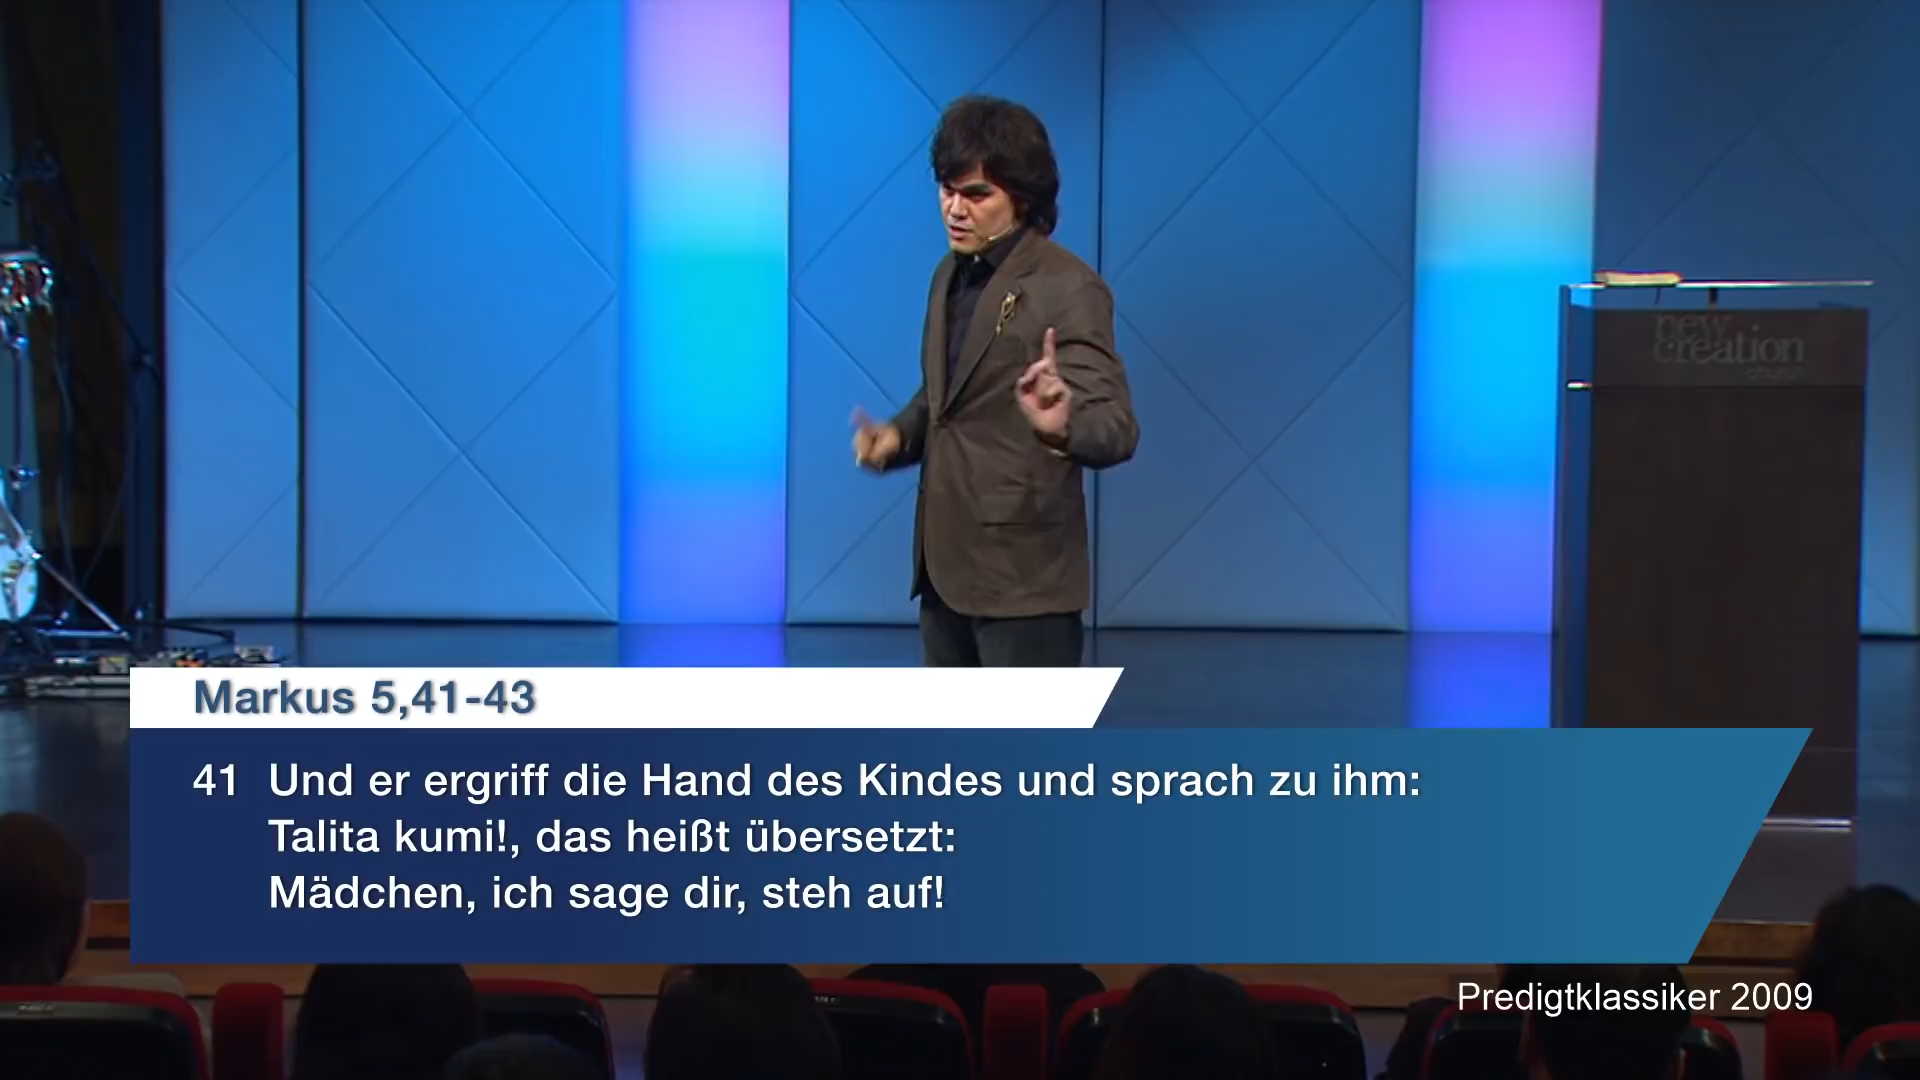 new
creation
church
Markus 5,41-43
41 Und er ergriff die Hand des Kindes und sprach zu ihm:
Talita kumi!, das heißt übersetzt:
Mädchen, ich sage dir, steh auf!
Predigtklassiker 2009